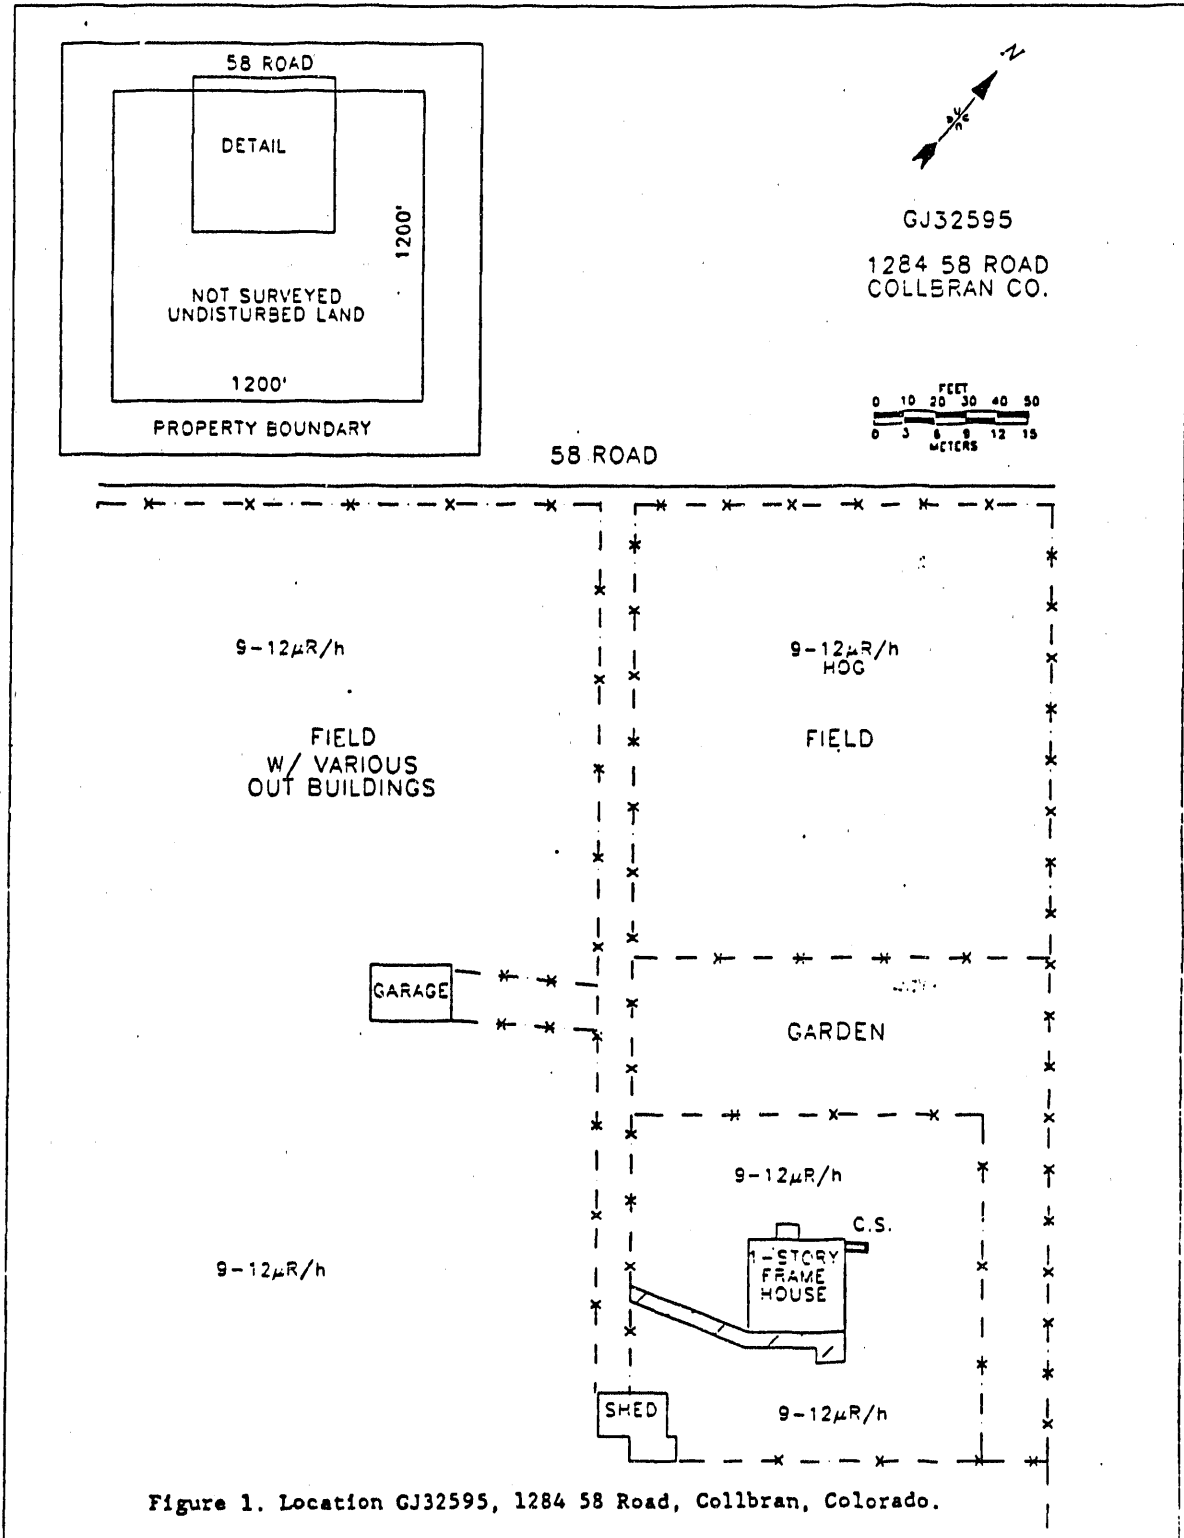 58 ROAD
DETAIL
1200'
NOT SURVEYED
UNDISTURBED LAND
1200'
PROPERTY BOUNDARY
N
GJ32595
1284 58 ROAD
COLLBRAN CO.
FEET
0 10 20 30 40 50
0 3 6 9 12 15
METERS
58 ROAD
9-12µR/h
9-12µR/h
HOG
FIELD
FIELD
W/ VARIOUS
OUT BUILDINGS
GARAGE
GARDEN
9-12µR/h
C.S.
1-STORY
FRAME
HOUSE
9-12µR/h
SHED
9-12µR/h
Figure 1. Location GJ32595, 1284 58 Road, Collbran, Colorado.